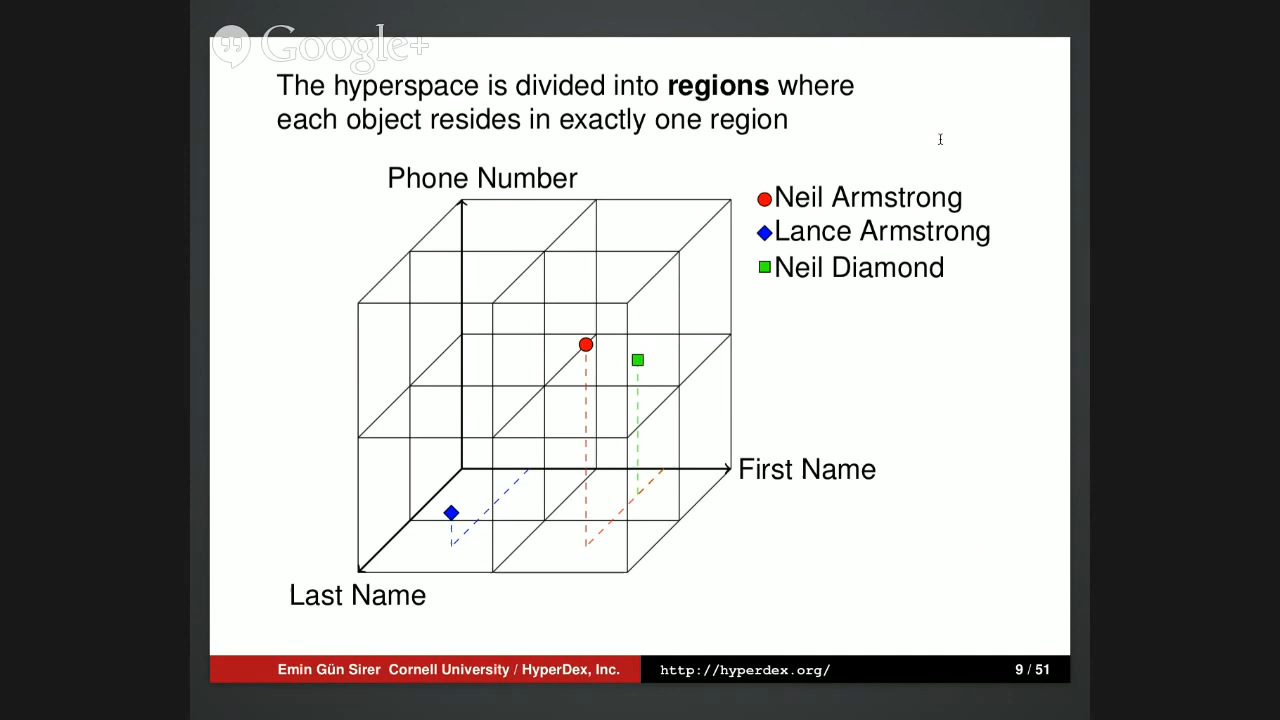 Google+
The hyperspace is divided into regions where
each object resides in exactly one region
Phone Number
Neil Armstrong
Lance Armstrong
Neil Diamond
First Name
Last Name
Emin Gün Sirer Cornell University / HyperDex, Inc.
http://hyperdex.org/
9 / 51